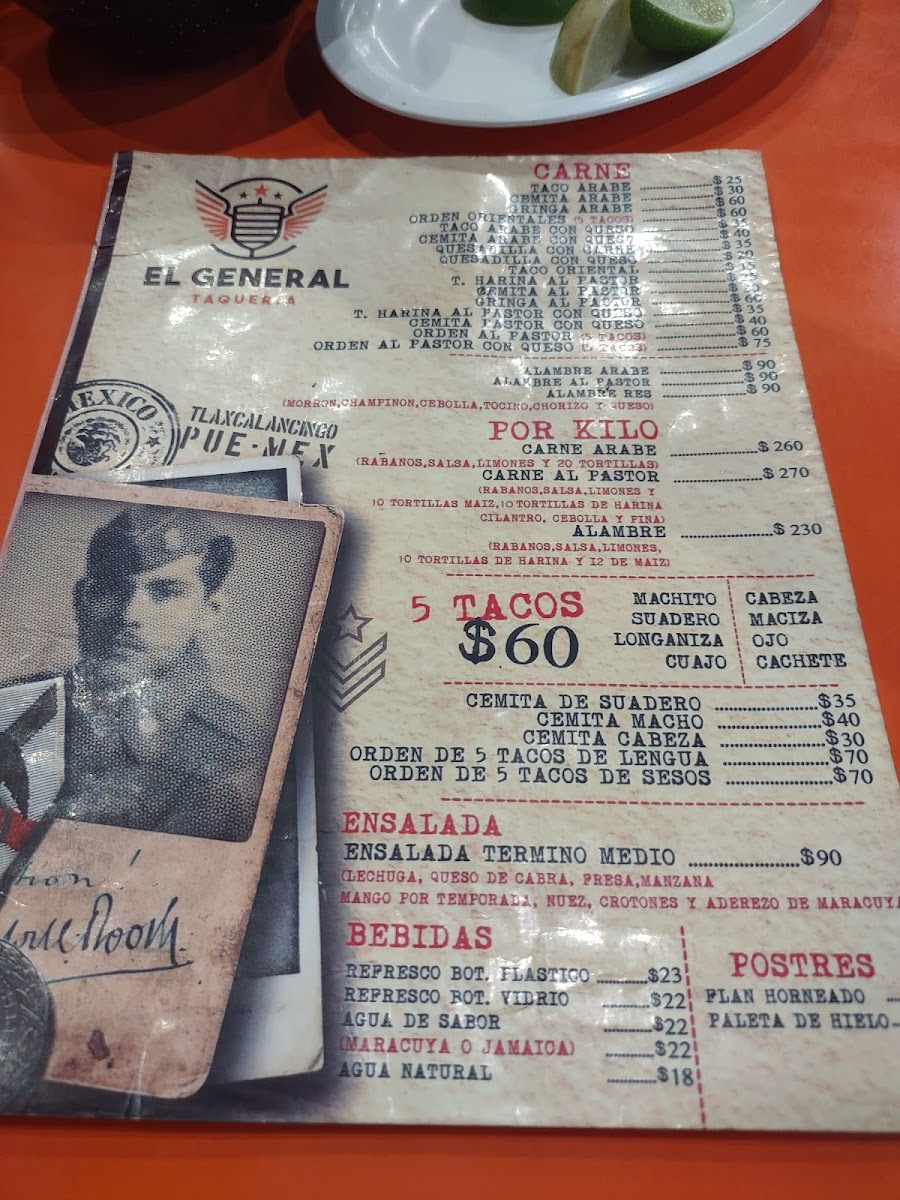 EL GENERAL
TAQUERIA
CARNE
TACO ARABE $25
CEMITA ARABE $30
GRINGA ARABE $60
ORDEN ORIENTALES (5 TACOS) $60
TACO ARABE CON QUESO
CEMITA ARABE CON QUESO $40
QUESADILLA CON CARNE $35
QUESADILLA CON QUESO
TACO ORIENTAL
T. HARINA AL PASTOR
CEMITA AL PASTOR
GRINGA AL PASTOR $60
T. HARINA AL PASTOR CON QUESO $35
CEMITA PASTOR CON QUESO $40
ORDEN AL PASTOR (5 TACOS) $60
ORDEN AL PASTOR CON QUESO (5 TACOS) $75
ALAMBRE ARABE $90
ALAMBRE AL PASTOR $90
ALAMBRE RES $90
(MORRON,CHAMPINON,CEBOLLA,TOCINO,CHORIZO Y QUESO)
MEXICO
TLAXCALANCINGO
PUE-MEX
POR KILO
CARNE ARABE $260
(RABANOS,SALSA,LIMONES Y 20 TORTILLAS)
CARNE AL PASTOR $270
(RABANOS,SALSA,LIMONES Y
10 TORTILLAS MAIZ,10 TORTILLAS DE HARINA
CILANTRO, CEBOLLA Y PINA)
ALAMBRE $230
(RABANOS,SALSA,LIMONES,
10 TORTILLAS DE HARINA Y 12 DE MAIZ)
5 TACOS
$60
MACHITO CABEZA
SUADERO MACIZA
LONGANIZA OJO
CUAJO CACHETE
CEMITA DE SUADERO $35
CEMITA MACHO $40
CEMITA CABEZA $30
ORDEN DE 5 TACOS DE LENGUA $70
ORDEN DE 5 TACOS DE SESOS $70
ENSALADA
ENSALADA TERMINO MEDIO $90
(LECHUGA, QUESO DE CABRA, FRESA,MANZANA
MANGO POR TEMPORADA, NUEZ, CROTONES Y ADEREZO DE MARACUYA
BEBIDAS
REFRESCO BOT. PLASTICO $23
REFRESCO BOT. VIDRIO $22
AGUA DE SABOR $22
(MARACUYA O JAMAICA) $22
AGUA NATURAL $18
POSTRES
FLAN HORNEADO
PALETA DE HIELO